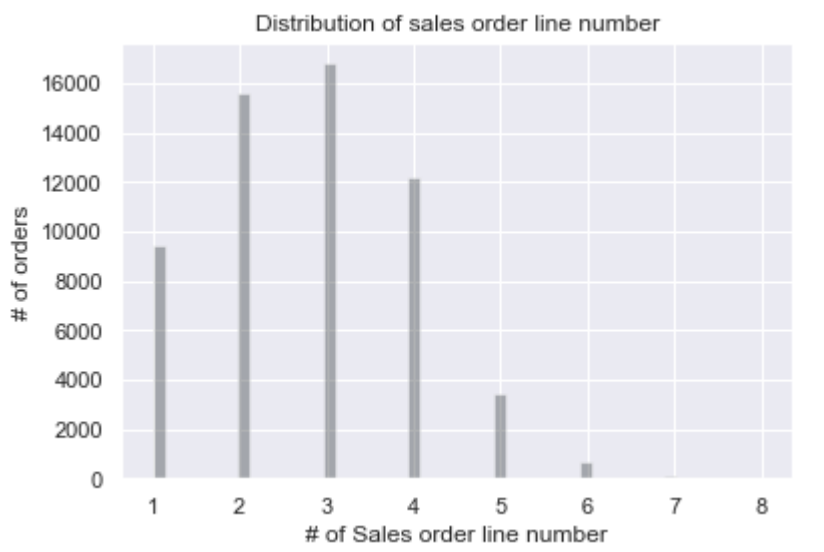 Distribution of sales order line number
16000
14000
12000
10000
8000
6000
4000
2000
0
# of orders
1 2 3 4 5 6 7 8
# of Sales order line number